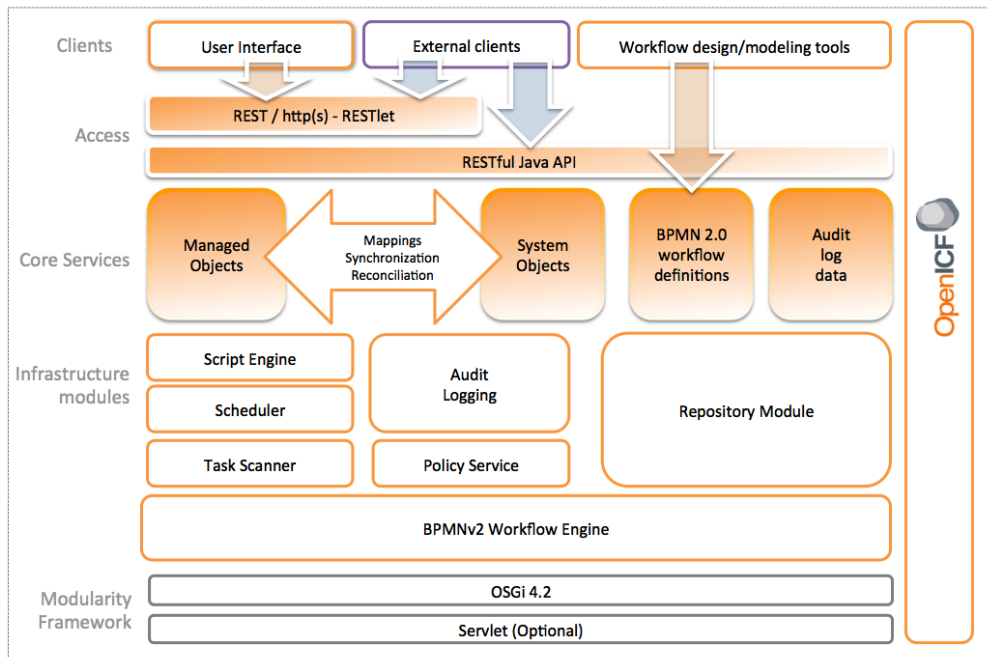 Clients
User Interface
External clients
Workflow design/modeling tools
Access
REST / http(s) - RESTlet
RESTful Java API
Core Services
Managed
Objects
Mappings
Synchronization
Reconciliation
System
Objects
BPMN 2.0
workflow
definitions
Audit
log
data
OpenICF
Infrastructure
modules
Script Engine
Scheduler
Task Scanner
Audit
Logging
Policy Service
Repository Module
BPMNv2 Workflow Engine
Modularity
Framework
OSGi 4.2
Servlet (Optional)